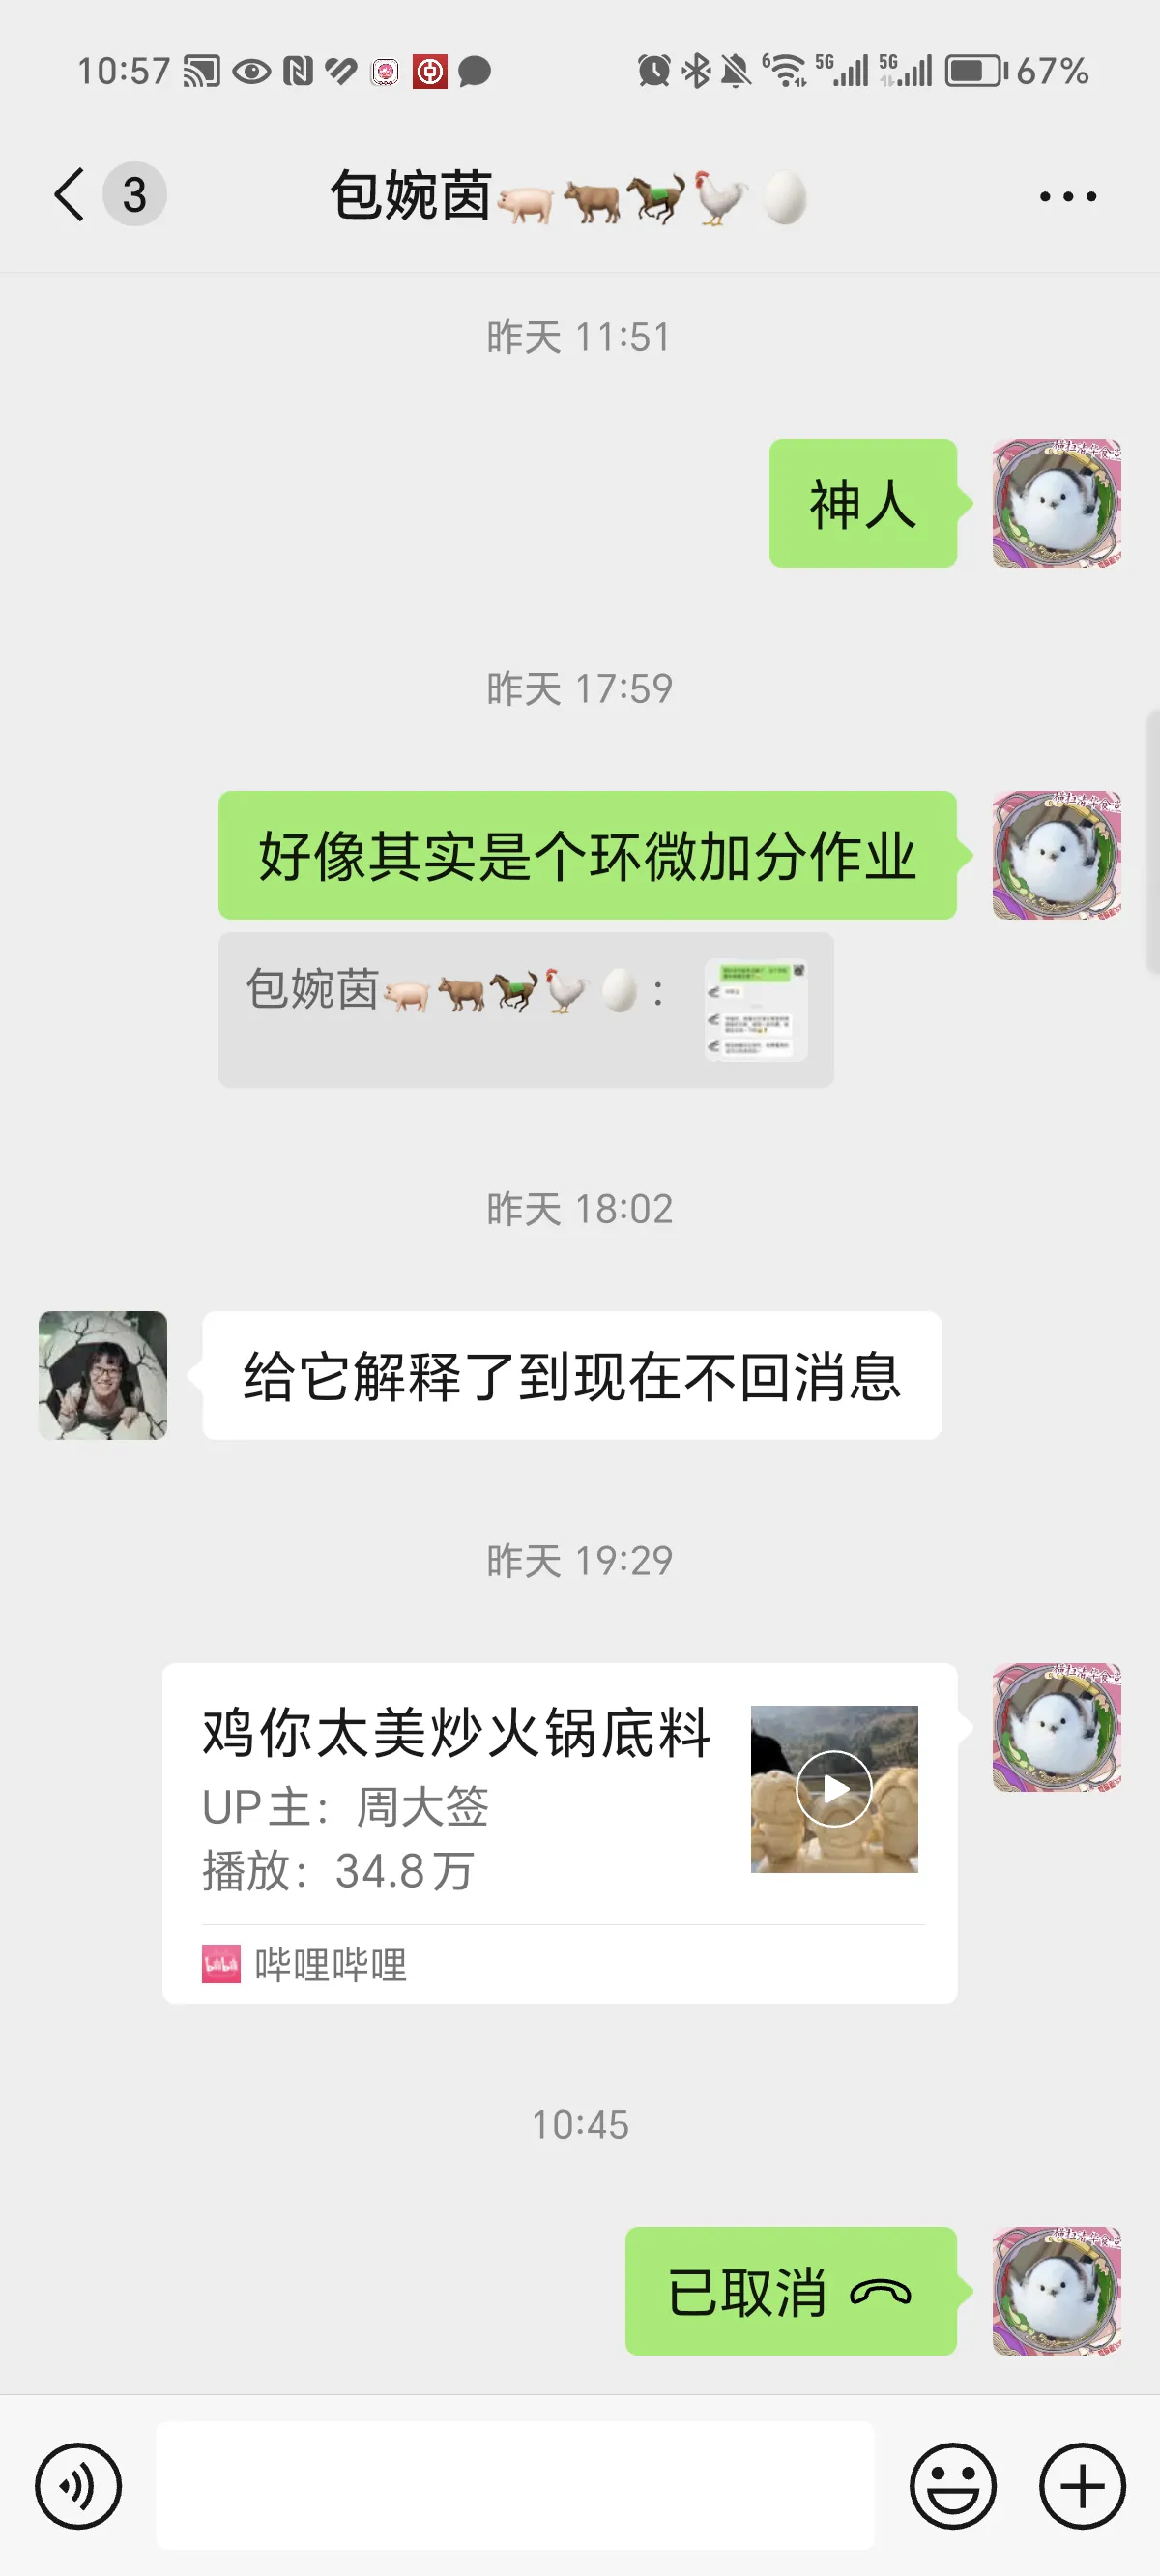 10:57
6 5G 5G 67%
3
包婉茵🐖🐂🐎🐓🥚
昨天 11:51
神人
昨天 17:59
好像其实是个环微加分作业
包婉茵🐖🐂🐎🐓🥚：
昨天 18:02
给它解释了到现在不回消息
昨天 19:29
鸡你太美炒火锅底料
UP主：周大签
播放：34.8万
bilibili 哔哩哔哩
10:45
已取消